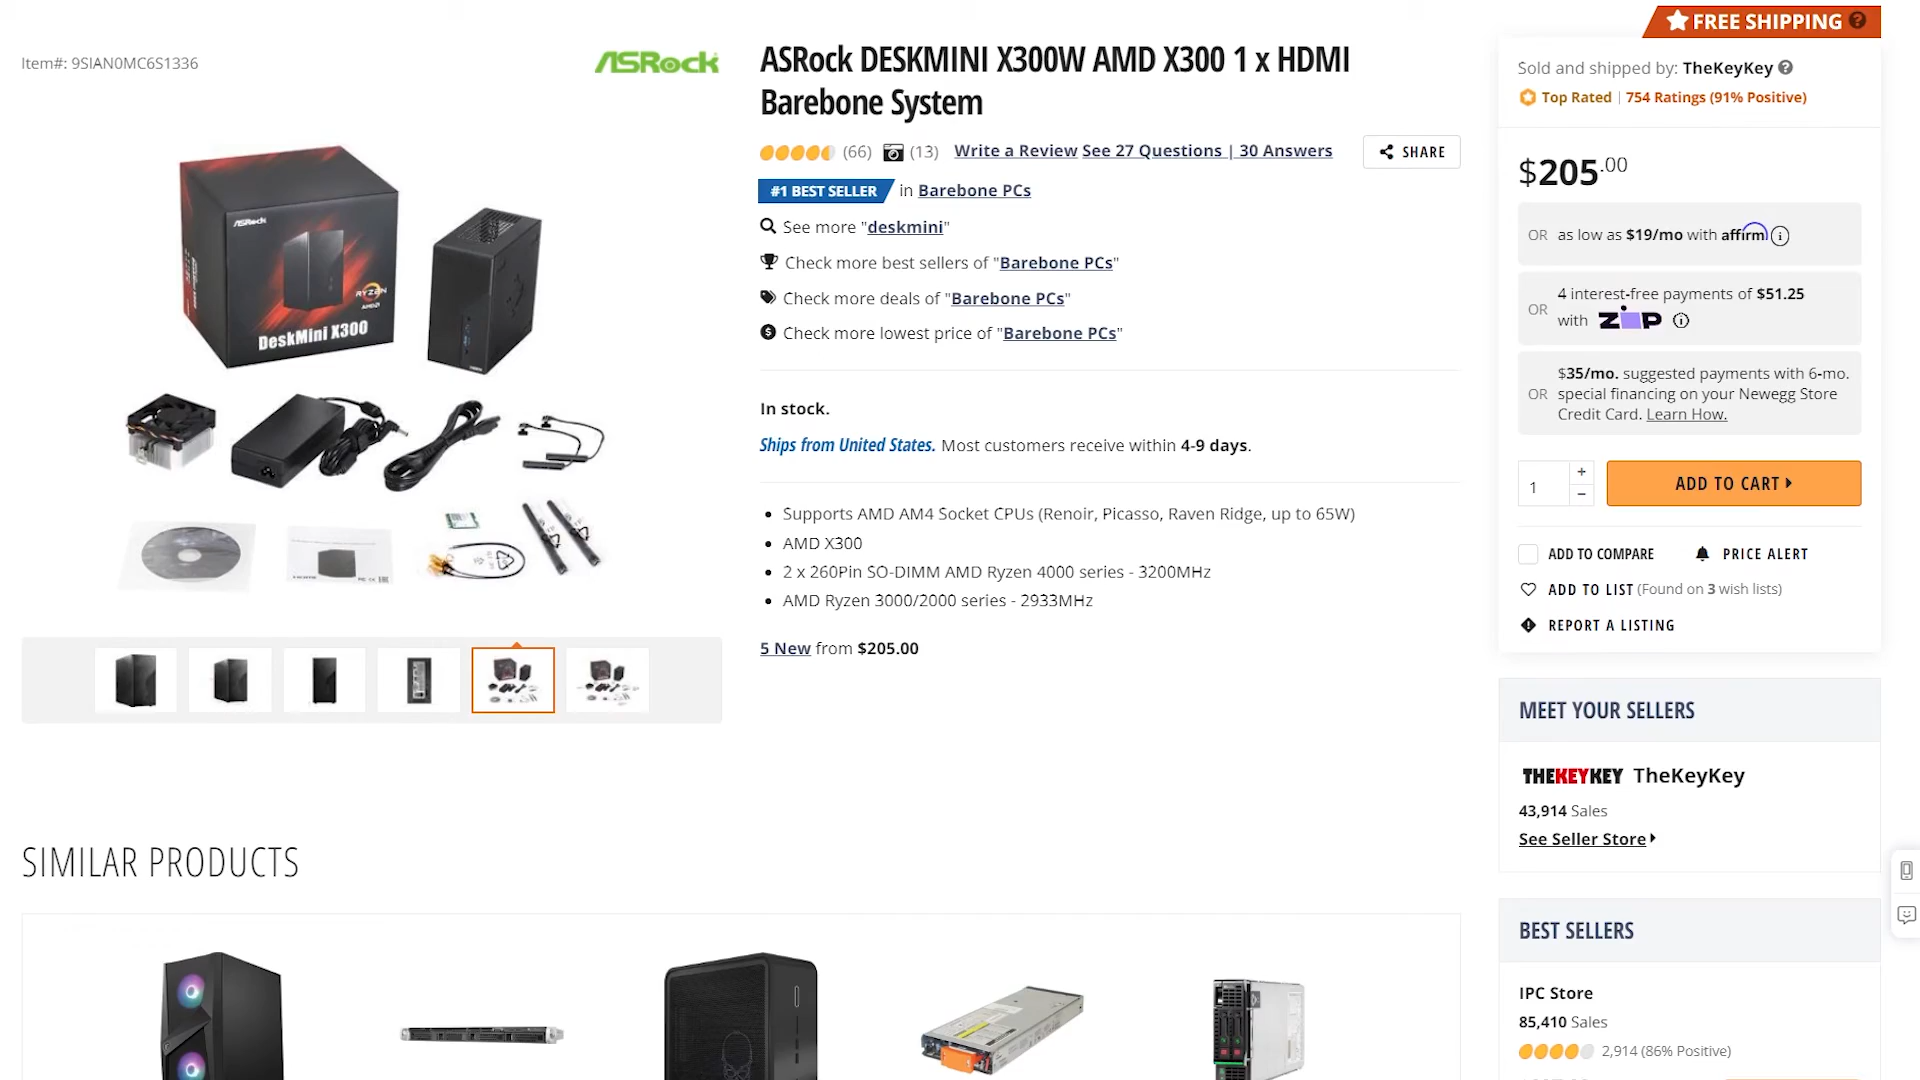 FREE SHIPPING
Item#: 9SIAN0MC6S1336
ASRock
ASRock DESKMINI X300W AMD X300 1 x HDMI
Barebone System
(66) (13) Write a Review See 27 Questions | 30 Answers
SHARE
#1 BEST SELLER in Barebone PCs
See more "deskmini"
Check more best sellers of "Barebone PCs"
Check more deals of "Barebone PCs"
Check more lowest price of "Barebone PCs"
In stock.
Ships from United States. Most customers receive within 4-9 days.
Supports AMD AM4 Socket CPUs (Renoir, Picasso, Raven Ridge, up to 65W)
AMD X300
2 x 260Pin SO-DIMM AMD Ryzen 4000 series - 3200MHz
AMD Ryzen 3000/2000 series - 2933MHz
5 New from $205.00
ASRock
RYZEN
AMD
DeskMini X300
Sold and shipped by: TheKeyKey
Top Rated | 754 Ratings (91% Positive)
$205.00
OR as low as $19/mo with affirm
OR 4 interest-free payments of $51.25
with ZIP
$35/mo. suggested payments with 6-mo.
OR special financing on your Newegg Store
Credit Card. Learn How.
1 + −
ADD TO CART
ADD TO COMPARE PRICE ALERT
ADD TO LIST (Found on 3 wish lists)
REPORT A LISTING
MEET YOUR SELLERS
THEKEYKEY TheKeyKey
43,914 Sales
See Seller Store
SIMILAR PRODUCTS
BEST SELLERS
IPC Store
85,410 Sales
2,914 (86% Positive)